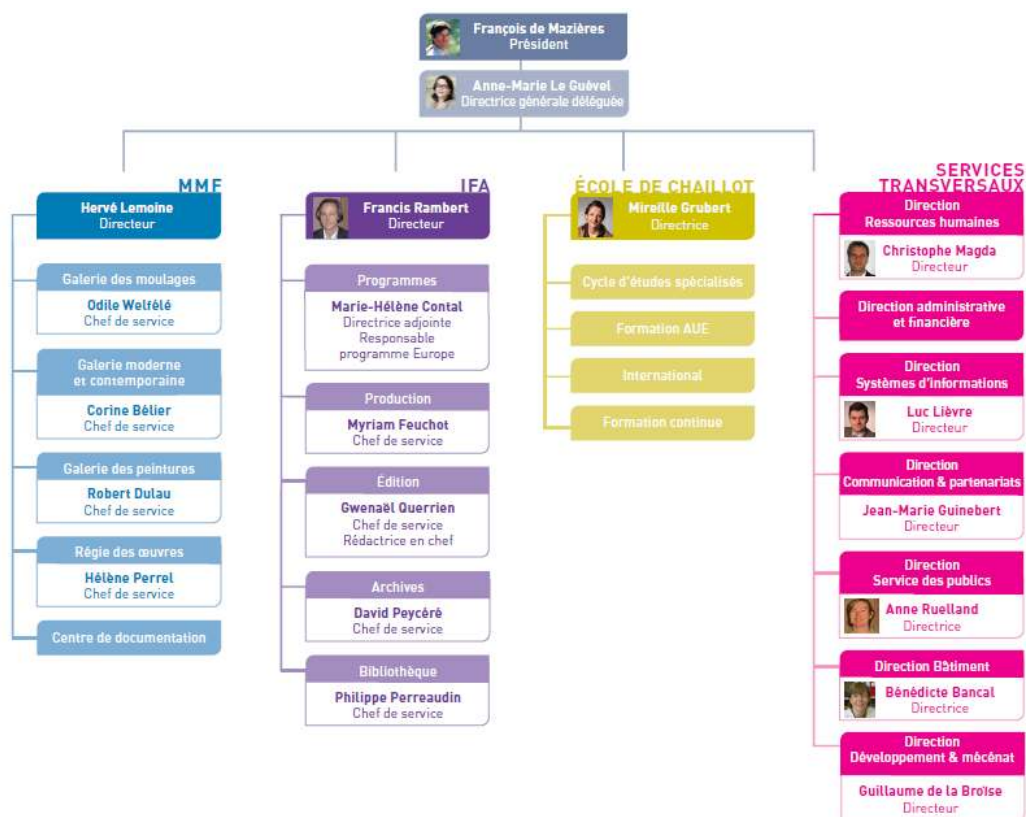 François de Mazières
Président
Anne-Marie Le Guével
Directrice générale déléguée
MMF
Hervé Lemoine
Directeur
Galerie des moulages
Odile Welfélé
Chef de service
Galerie moderne
et contemporaine
Corine Bélier
Chef de service
Galerie des peintures
Robert Dulau
Chef de service
Régie des œuvres
Hélène Perrel
Chef de service
Centre de documentation
IFA
Francis Rambert
Directeur
Programmes
Marie-Hélène Contal
Directrice adjointe
Responsable
programme Europe
Production
Myriam Feuchot
Chef de service
Édition
Gwenaël Querrien
Chef de service
Rédactrice en chef
Archives
David Peycéré
Chef de service
Bibliothèque
Philippe Perreaudin
Chef de service
ÉCOLE DE CHAILLOT
Mireille Grubert
Directrice
Cycle d'études spécialisés
Formation AUE
International
Formation continue
SERVICES
TRANSVERSAUX
Direction
Ressources humaines
Christophe Magda
Directeur
Direction administrative
et financière
Direction
Systèmes d'informations
Luc Lièvre
Directeur
Direction
Communication & partenariats
Jean-Marie Guinebert
Directeur
Direction
Service des publics
Anne Ruelland
Directrice
Direction Bâtiment
Bénédicte Bancal
Directrice
Direction
Développement & mécénat
Guillaume de la Broïse
Directeur